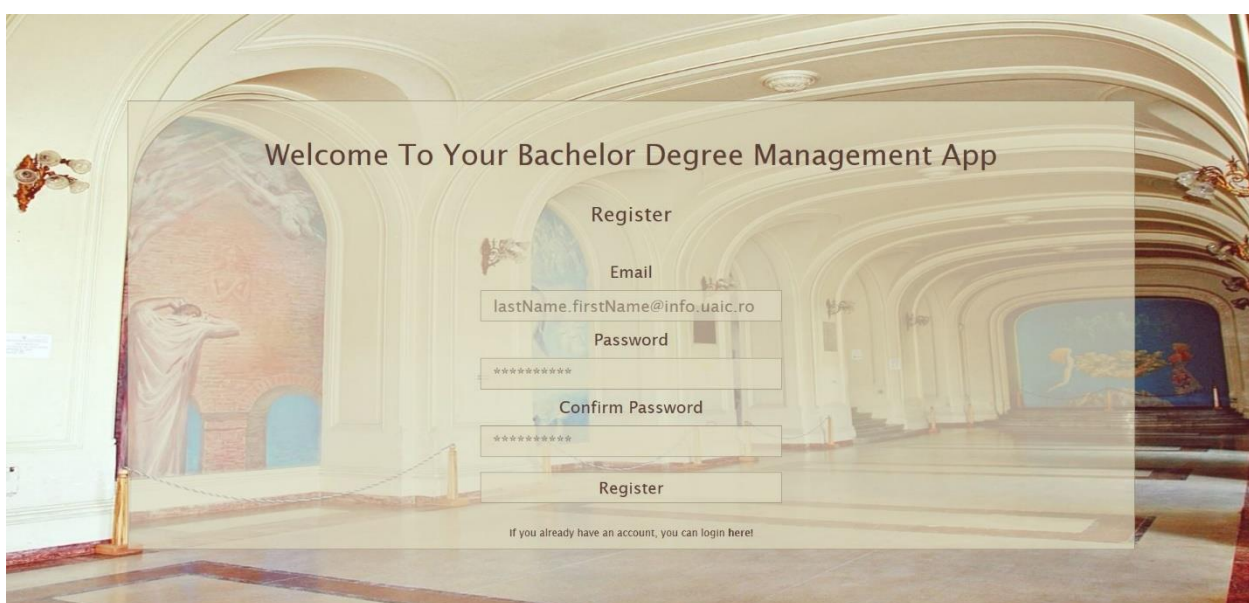 Welcome To Your Bachelor Degree Management App
Register
Email
lastName.firstName@info.uaic.ro
Password
**********
Confirm Password
**********
Register
If you already have an account, you can login here!